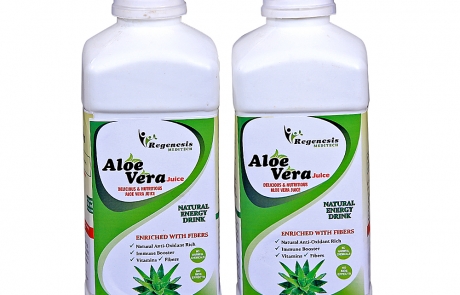 Regenesis
MEDITECH
Aloe
Vera Juice
DELICIOUS & NUTRITIOUS
ALOE VERA JUICE
NATURAL
ENERGY
DRINK
ENRICHED WITH FIBERS
✓ Natural Anti-Oxidant Rich
✓ Immune Booster
✓ Vitamins ✓ Fibers
Regenesis
MEDITECH
Aloe
Vera Juice
DELICIOUS & NUTRITIOUS
ALOE VERA JUICE
NATURAL
ENERGY
DRINK
ENRICHED WITH FIBERS
✓ Natural Anti-Oxidant Rich
✓ Immune Booster
✓ Vitamins ✓ Fibers